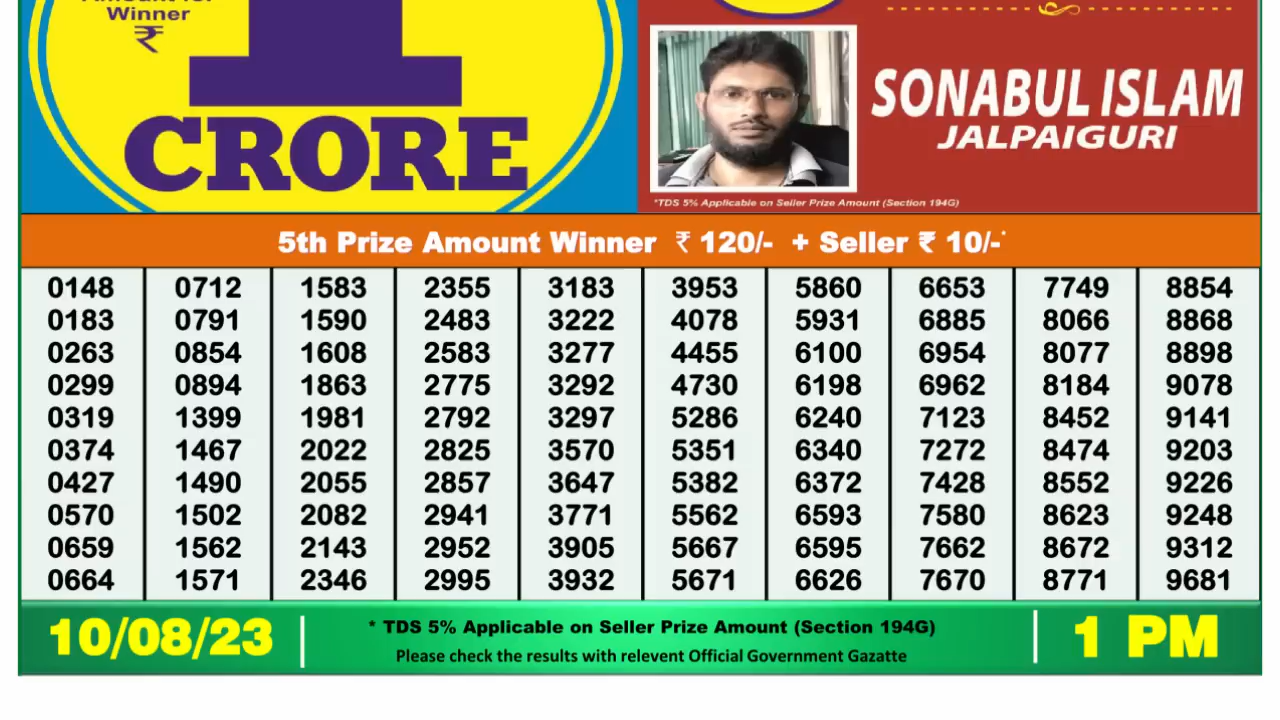 Amount for
Winner
₹
1
CRORE
SONABUL ISLAM
JALPAIGURI
*TDS 5% Applicable on Seller Prize Amount (Section 194G)
5th Prize Amount Winner ₹ 120/- + Seller ₹ 10/-*
0148 0712 1583 2355 3183 3953 5860 6653 7749 8854
0183 0791 1590 2483 3222 4078 5931 6885 8066 8868
0263 0854 1608 2583 3277 4455 6100 6954 8077 8898
0299 0894 1863 2775 3292 4730 6198 6962 8184 9078
0319 1399 1981 2792 3297 5286 6240 7123 8452 9141
0374 1467 2022 2825 3570 5351 6340 7272 8474 9203
0427 1490 2055 2857 3647 5382 6372 7428 8552 9226
0570 1502 2082 2941 3771 5562 6593 7580 8623 9248
0659 1562 2143 2952 3905 5667 6595 7662 8672 9312
0664 1571 2346 2995 3932 5671 6626 7670 8771 9681
10/08/23
* TDS 5% Applicable on Seller Prize Amount (Section 194G)
Please check the results with relevent Official Government Gazatte
1 PM